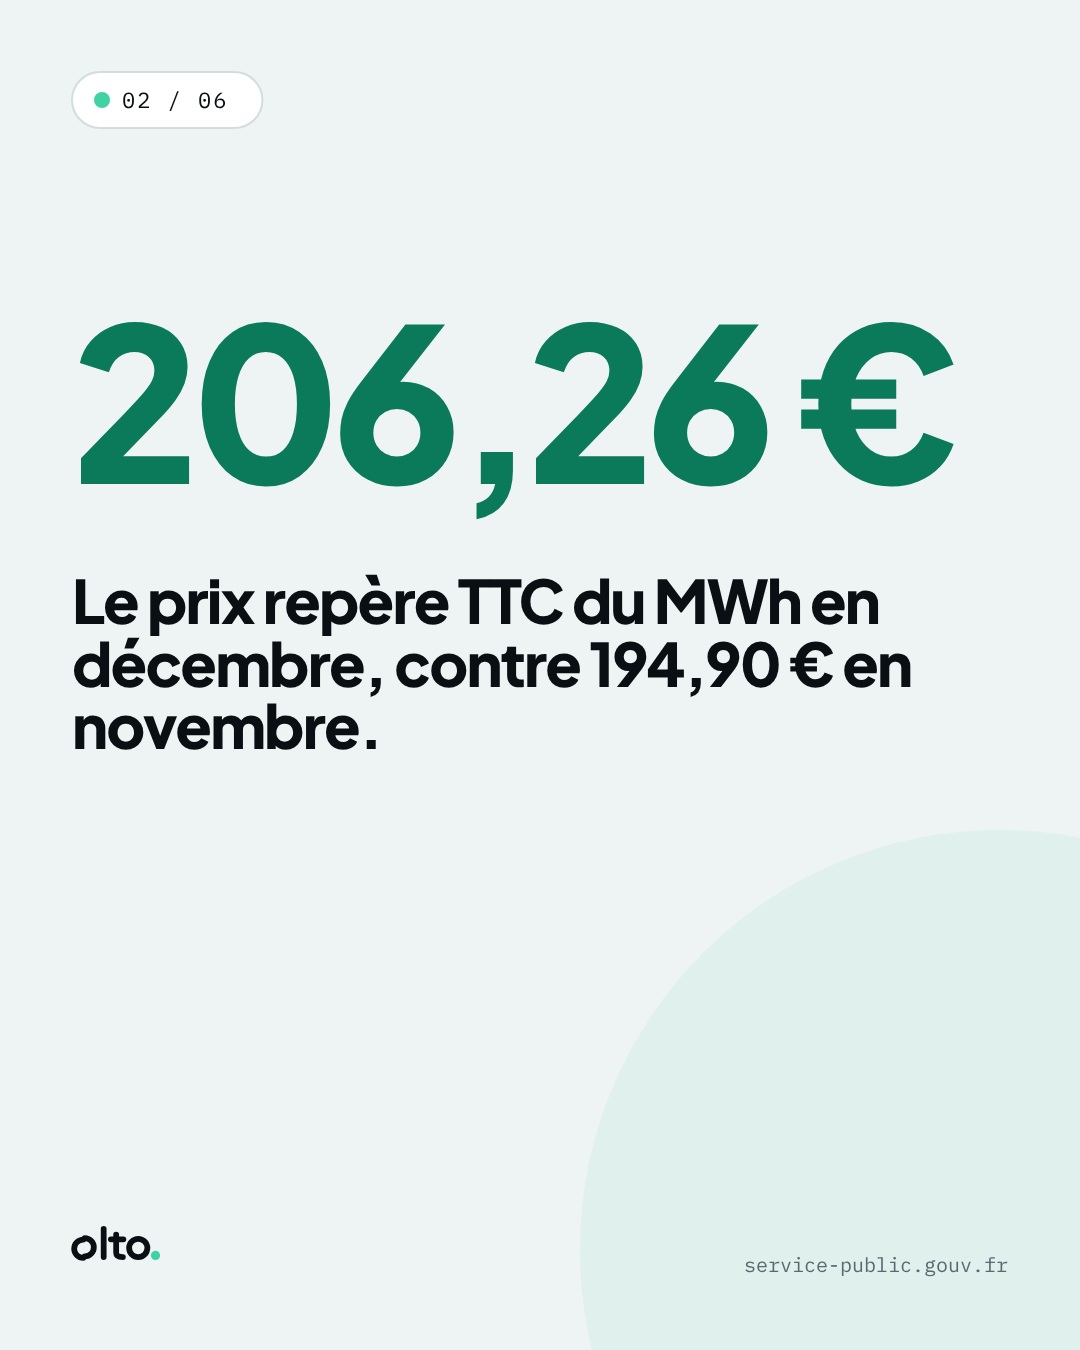 02 / 06
206,26 €
Le prix repère TTC du MWh en
décembre, contre 194,90 € en
novembre.
olto.
service-public.gouv.fr